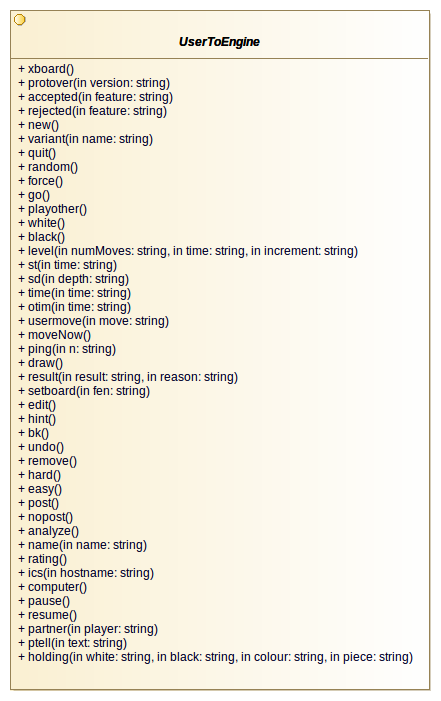 UserToEngine
+ xboard()
+ protover(in version: string)
+ accepted(in feature: string)
+ rejected(in feature: string)
+ new()
+ variant(in name: string)
+ quit()
+ random()
+ force()
+ go()
+ playother()
+ white()
+ black()
+ level(in numMoves: string, in time: string, in increment: string)
+ st(in time: string)
+ sd(in depth: string)
+ time(in time: string)
+ otim(in time: string)
+ usermove(in move: string)
+ moveNow()
+ ping(in n: string)
+ draw()
+ result(in result: string, in reason: string)
+ setboard(in fen: string)
+ edit()
+ hint()
+ bk()
+ undo()
+ remove()
+ hard()
+ easy()
+ post()
+ nopost()
+ analyze()
+ name(in name: string)
+ rating()
+ ics(in hostname: string)
+ computer()
+ pause()
+ resume()
+ partner(in player: string)
+ ptell(in text: string)
+ holding(in white: string, in black: string, in colour: string, in piece: string)